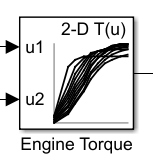 2-D T(u)
u1
u2
Engine Torque